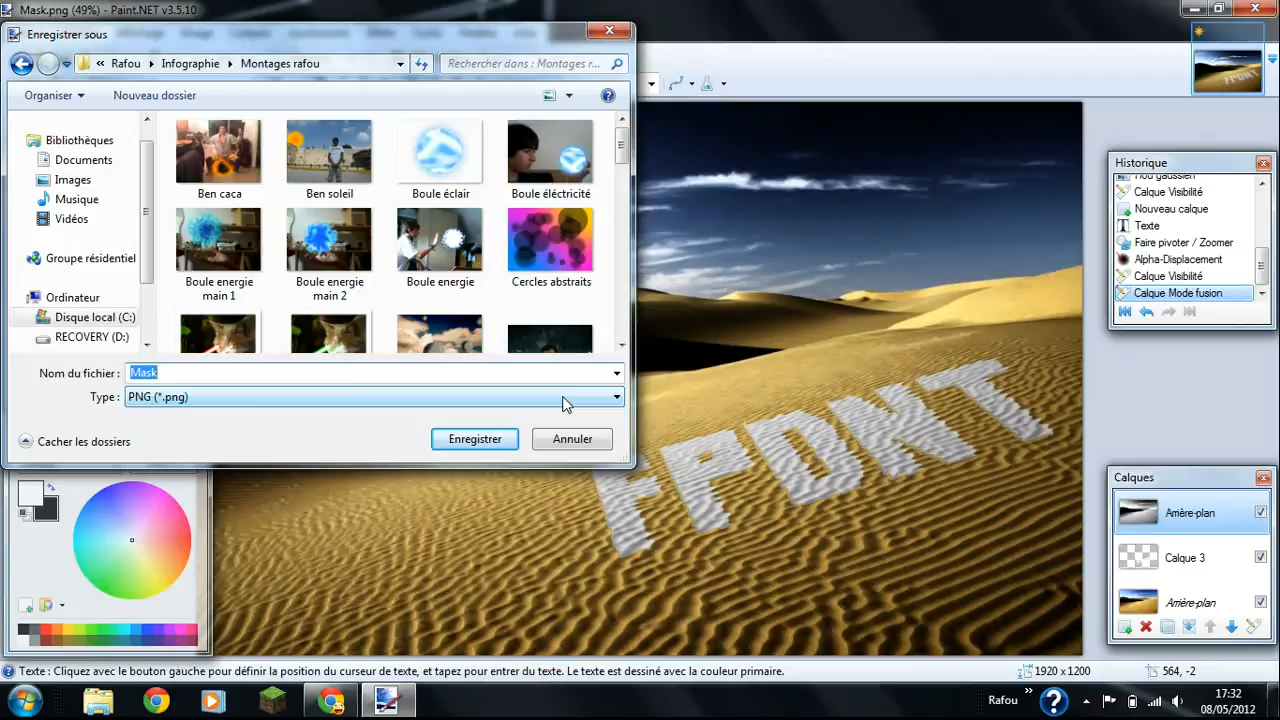 Mask.png (49%) - Paint.NET v3.5.10
Enregistrer sous
« Rafou Infographie Montages rafou
Rechercher dans : Montages r...
Organiser Nouveau dossier
Bibliothèques
Documents
Images
Musique
Vidéos
Groupe résidentiel
Ordinateur
Disque local (C:)
RECOVERY (D:)
Ben caca
Ben soleil
Boule éclair
Boule éléctricité
Boule energie main 1
Boule energie main 2
Boule energie
Cercles abstraits
Nom du fichier : Mask
Type : PNG (*.png)
Cacher les dossiers
Enregistrer
Annuler
Historique
Flou gaussien
Calque Visibilité
Nouveau calque
Texte
Faire pivoter / Zoomer
Alpha-Displacement
Calque Visibilité
Calque Mode fusion
FPDNT
Calques
Arrière-plan
Calque 3
Arrière-plan
Texte : Cliquez avec le bouton gauche pour définir la position du curseur de texte, et tapez pour entrer du texte. Le texte est dessiné avec la couleur primaire.
1920 x 1200
564, -2
Rafou
»
17:32
08/05/2012